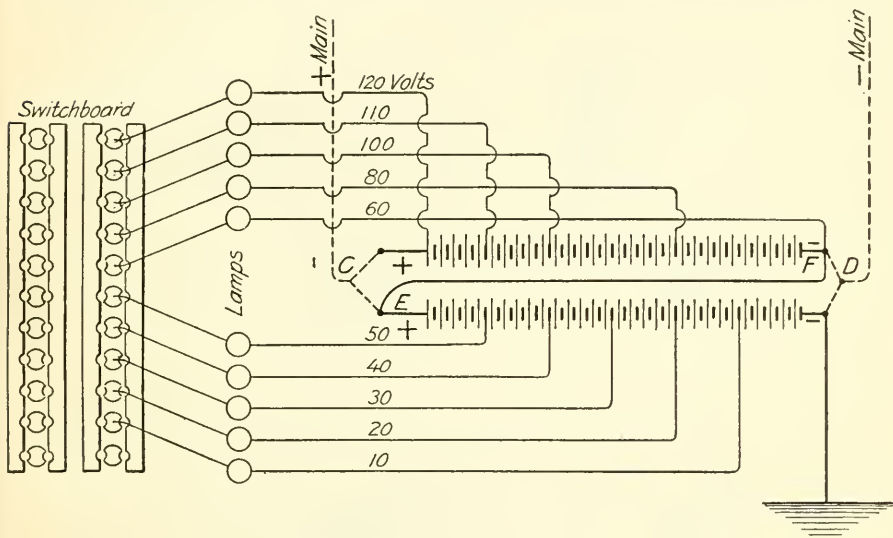 +Main
−Main
120 Volts
Switchboard
110
100
80
60
Lamps
C
+
−
F
D
E
+
−
50
40
30
20
10